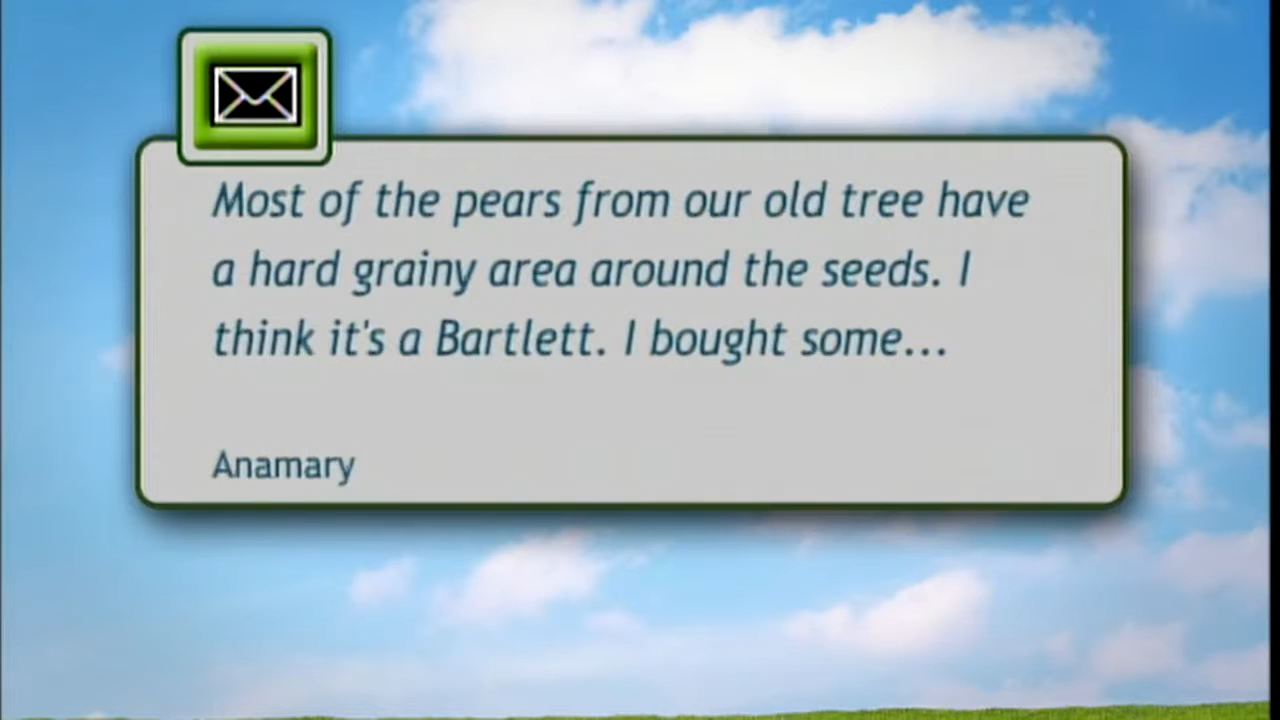 Most of the pears from our old tree have
a hard grainy area around the seeds. I
think it's a Bartlett. I bought some...
Anamary